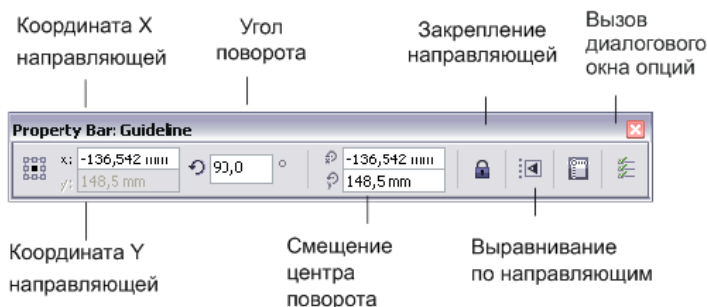 Координата X
направляющей
Угол
поворота
Закрепление
направляющей
Вызов
диалогового
окна опций
Property Bar: Guideline
x: -136,542 mm
y: 148,5 mm
90,0 °
-136,542 mm
148,5 mm
Координата Y
направляющей
Смещение
центра
поворота
Выравнивание
по направляющим